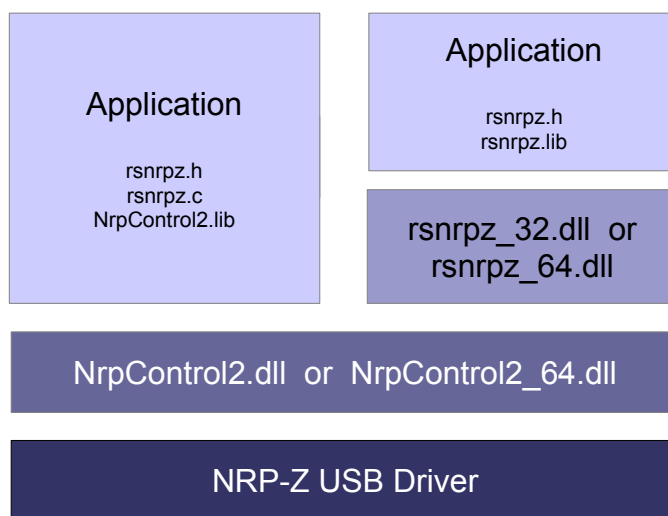 Application
rsnrpz.h
rsnrpz.c
NrpControl2.lib
Application
rsnrpz.h
rsnrpz.lib
rsnrpz_32.dll or
rsnrpz_64.dll
NrpControl2.dll or NrpControl2_64.dll
NRP-Z USB Driver